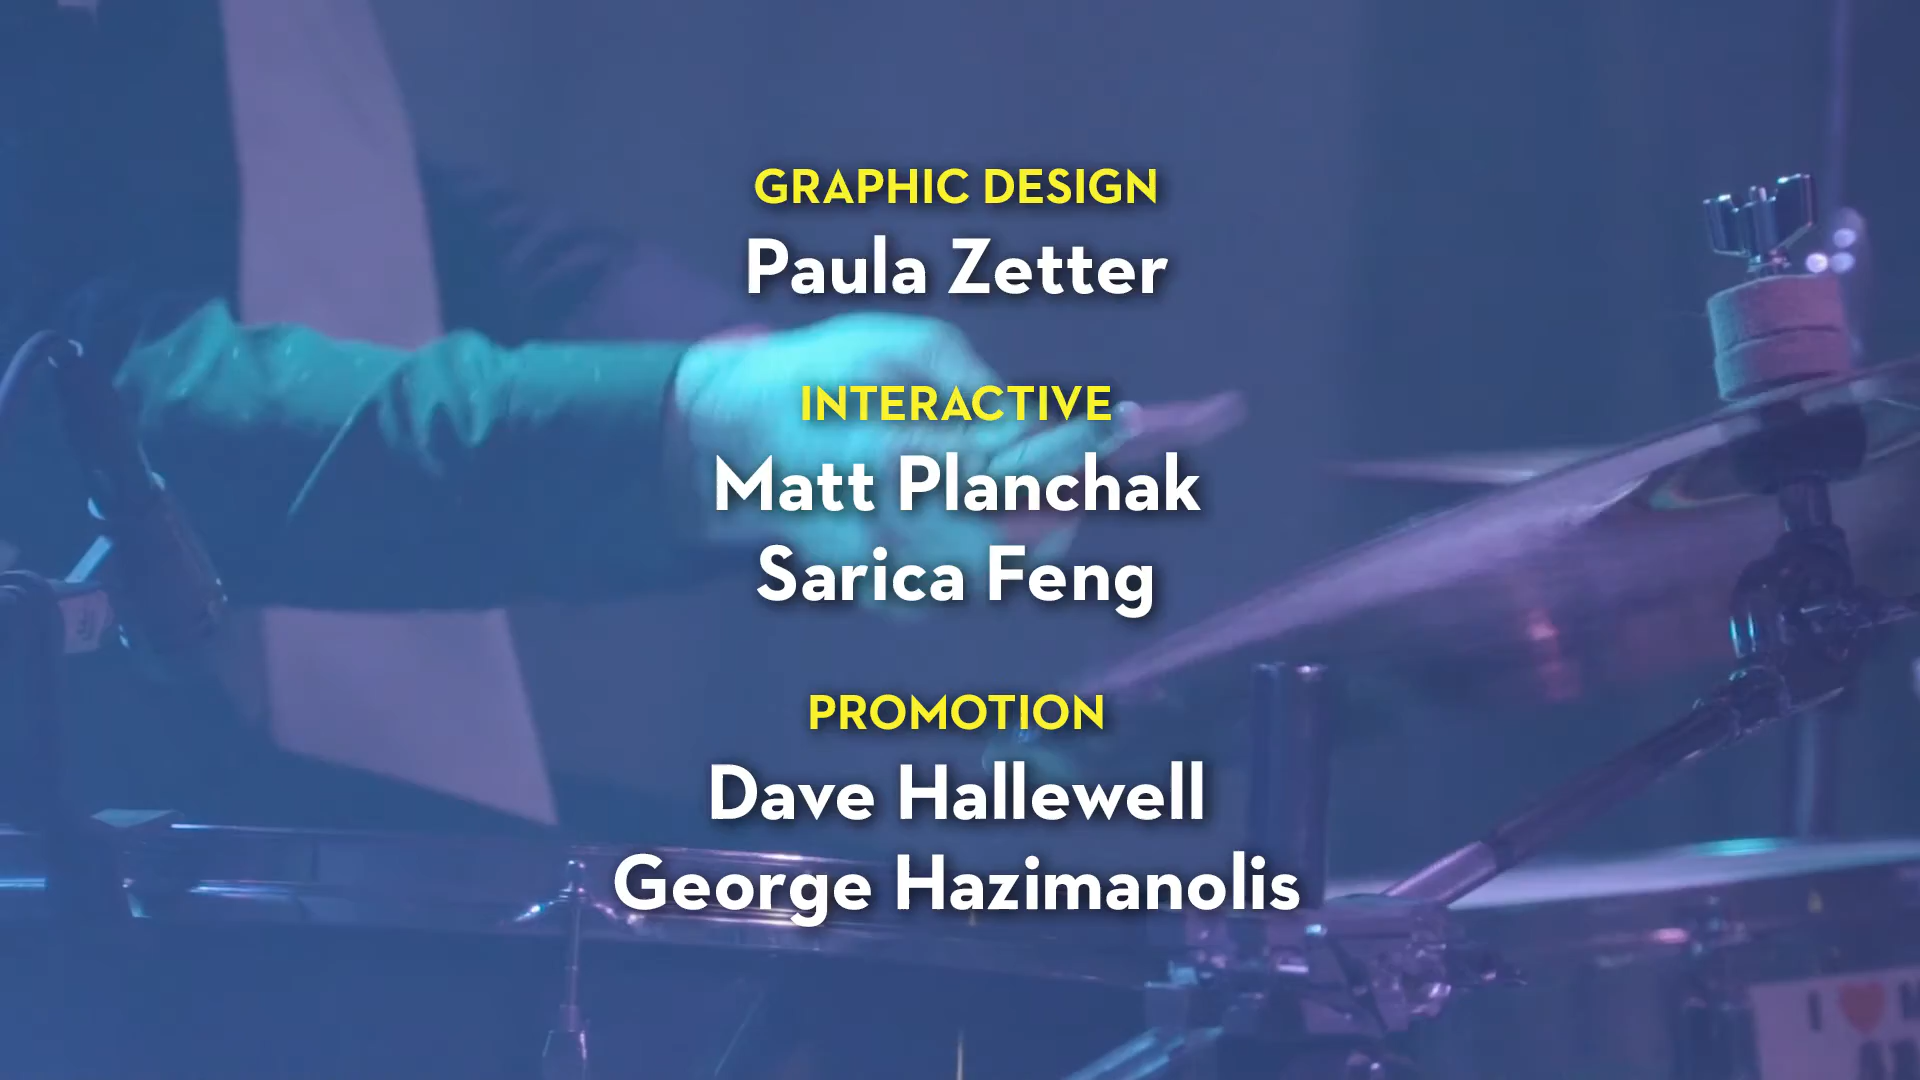 GRAPHIC DESIGN
Paula Zetter
INTERACTIVE
Matt Planchak
Sarica Feng
PROMOTION
Dave Hallewell
George Hazimanolis
I